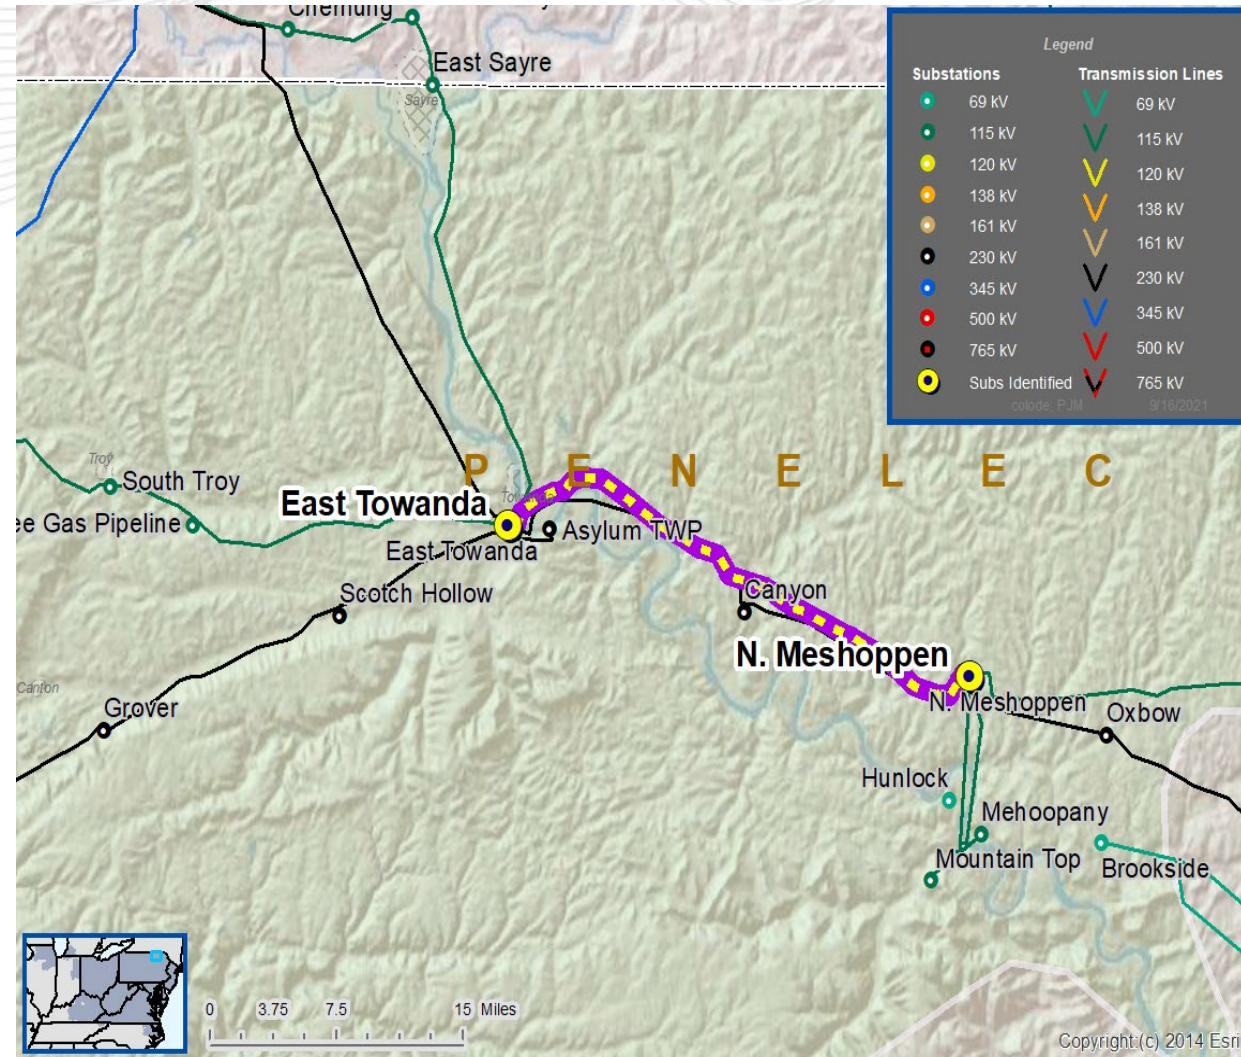 Chemung
East Sayre
Sayre
Legend
Substations
Transmission Lines
69 kV
69 kV
115 kV
115 kV
120 kV
120 kV
138 kV
138 kV
161 kV
161 kV
230 kV
230 kV
345 kV
345 kV
500 kV
500 kV
765 kV
765 kV
Subs Identified
colode, PJM
9/16/2021
P E N E L E C
Troy
South Troy
East Towanda
ee Gas Pipeline
Asylum TWP
East Towanda
Canyon
Scotch Hollow
N. Meshoppen
Canton
Grover
N. Meshoppen
Oxbow
Hunlock
Mehoopany
Mountain Top
Brookside
0 3.75 7.5 15 Miles
Copyright:(c) 2014 Esri